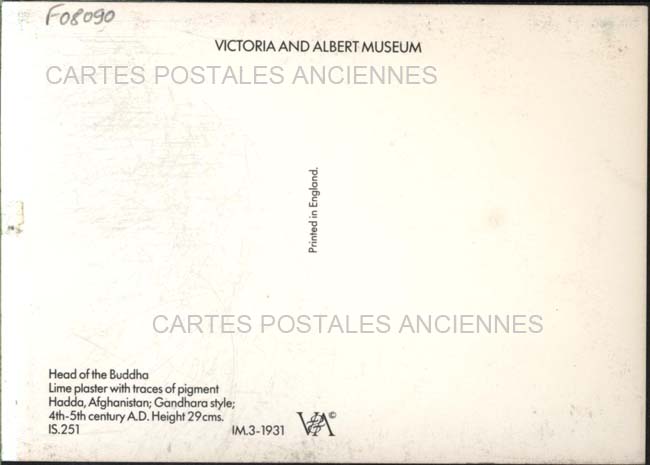 F08090
VICTORIA AND ALBERT MUSEUM
CARTES POSTALES ANCIENNES
Printed in England.
CARTES POSTALES ANCIENNES
Head of the Buddha
Lime plaster with traces of pigment
Hadda, Afghanistan; Gandhara style;
4th-5th century A.D. Height 29cms.
IS.251 IM.3-1931 V&A ©